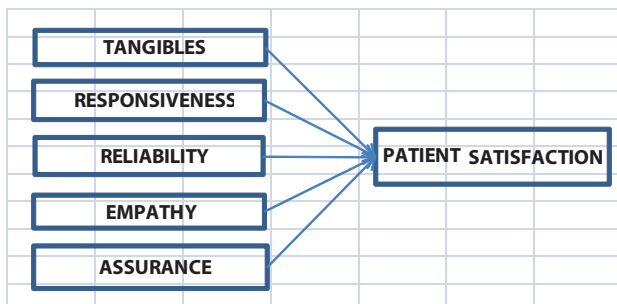 TANGIBLES
RESPONSIVENESS
RELIABILITY
EMPATHY
ASSURANCE
PATIENT SATISFACTION